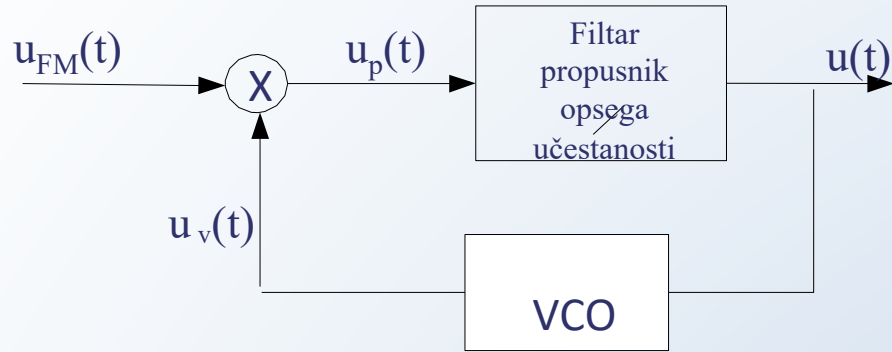 u_FM(t)
X
u_p(t)
Filtar
propusnik
opsega
učestanosti
u(t)
u_v(t)
VCO